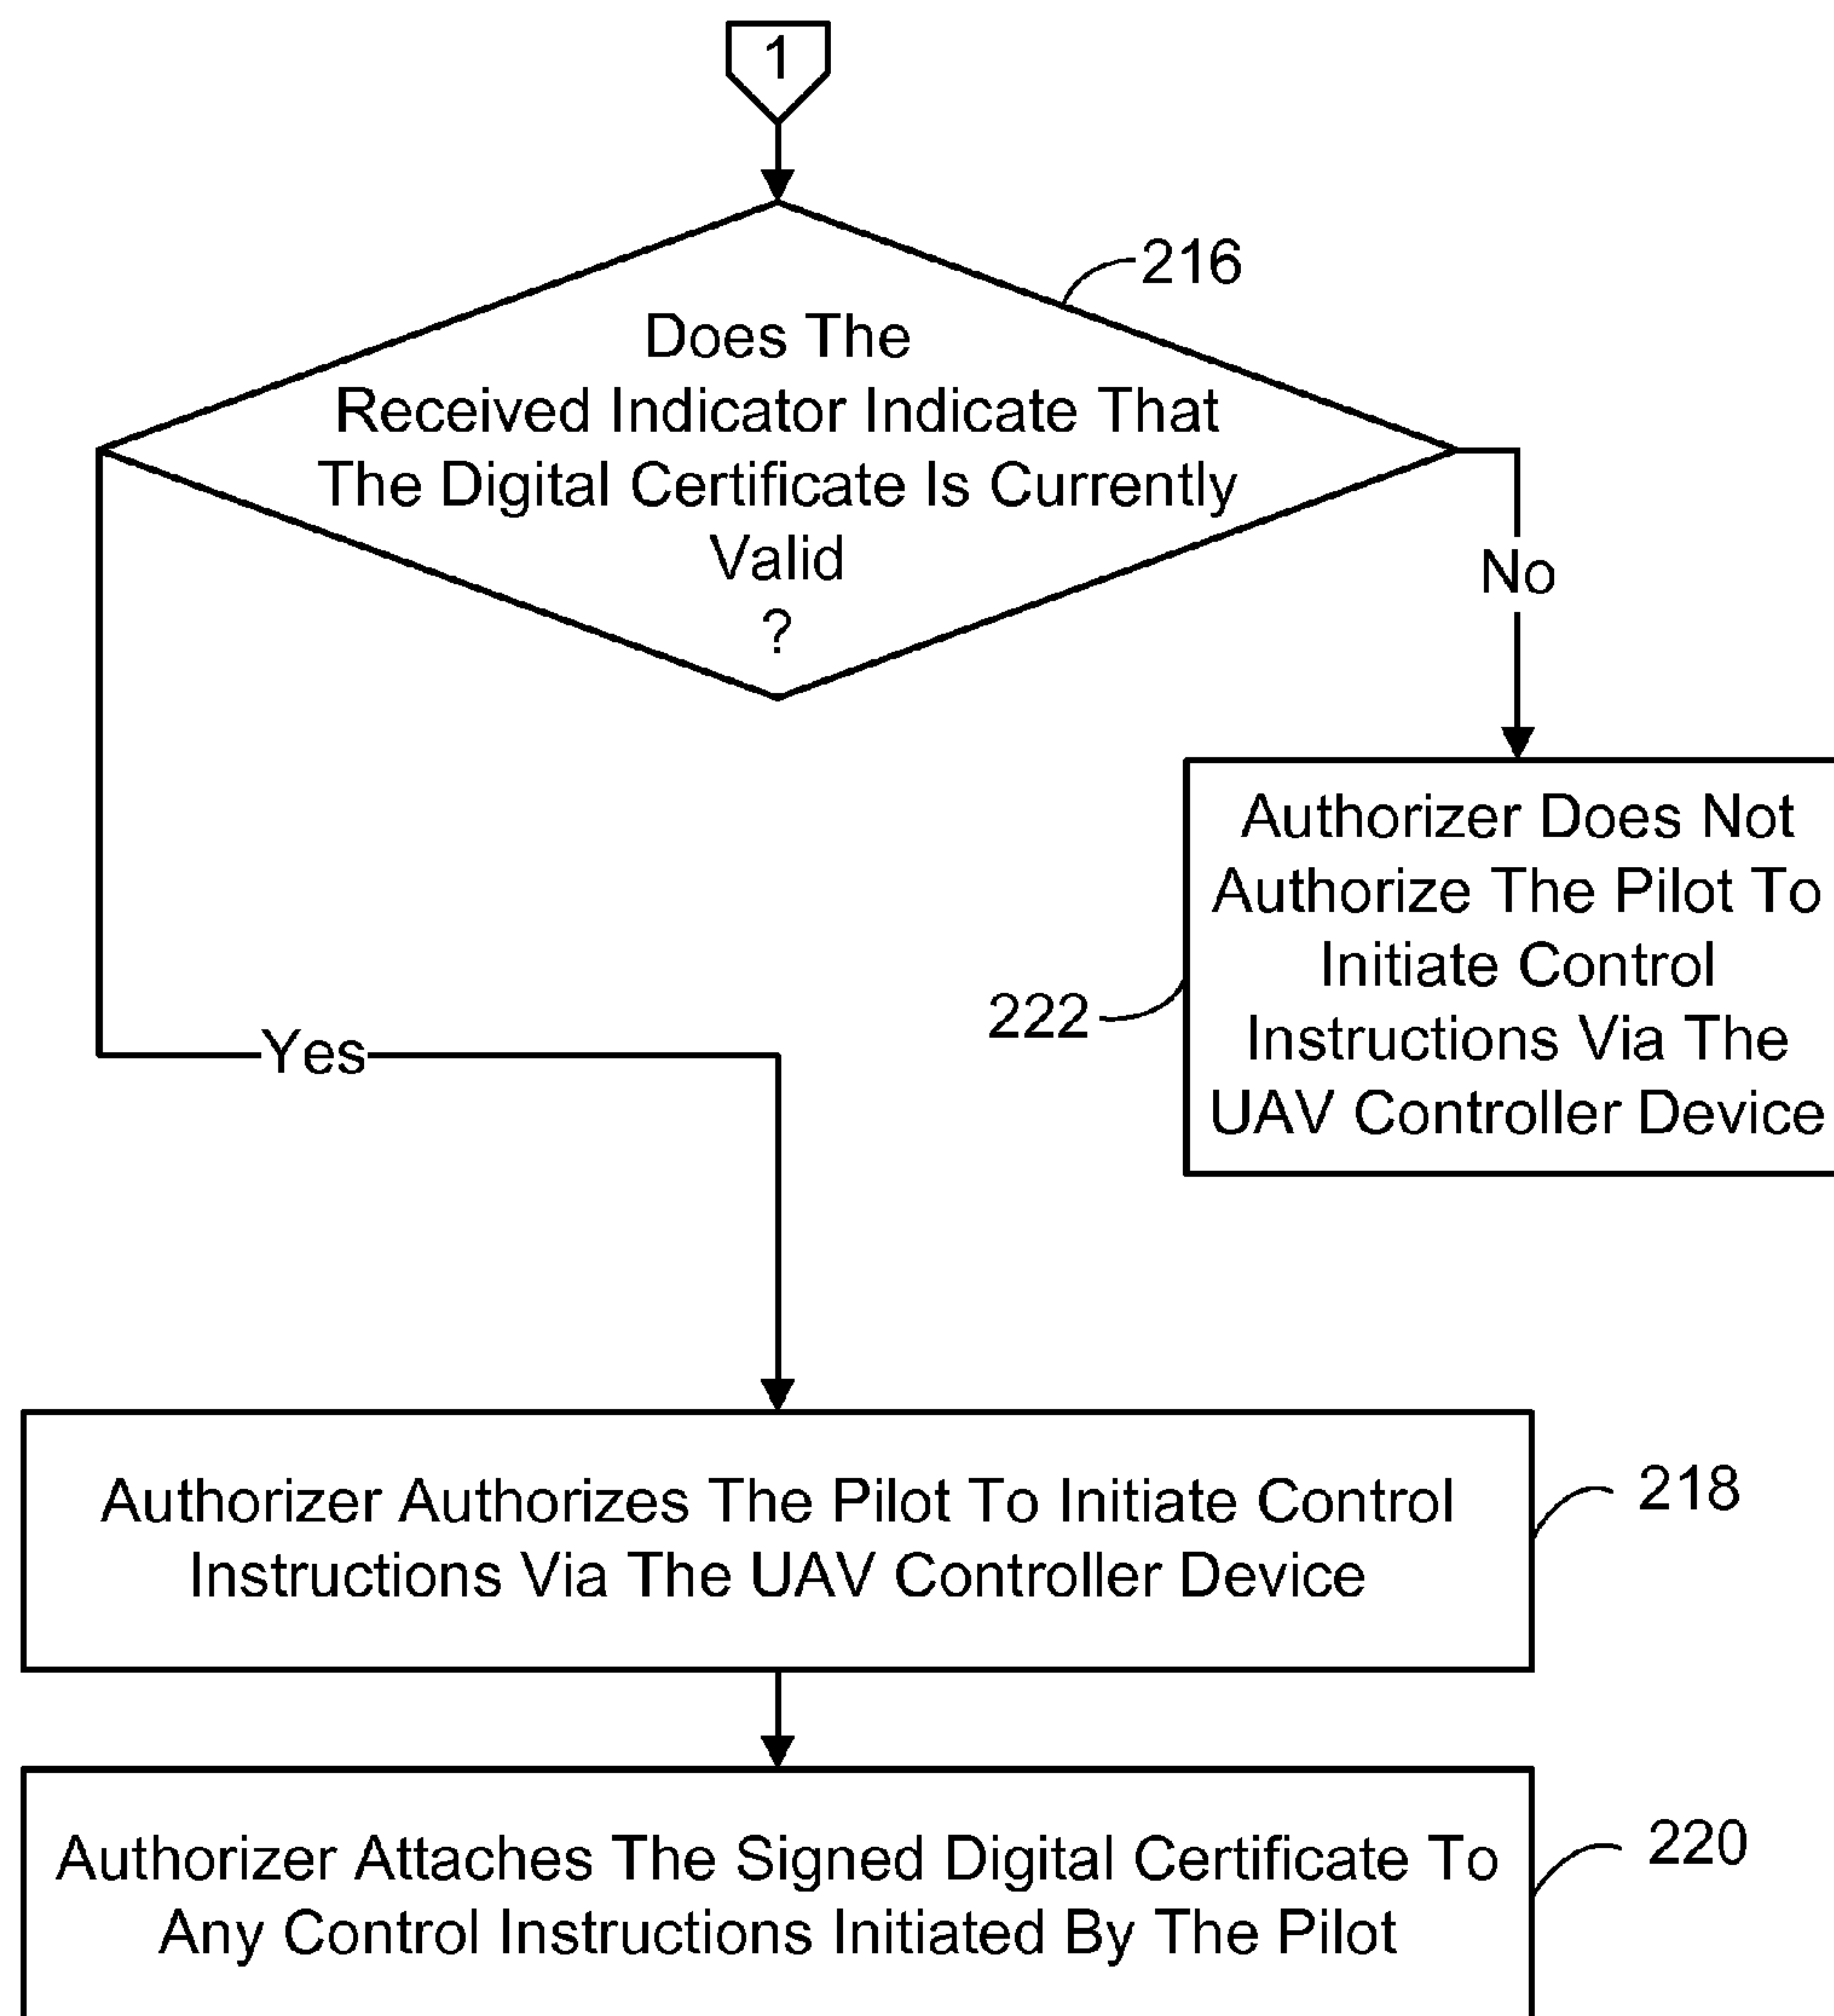 1
216
Does The
Received Indicator Indicate That
The Digital Certificate Is Currently
Valid
?
No
Authorizer Does Not
Authorize The Pilot To
Initiate Control
Instructions Via The
UAV Controller Device
222
Yes
Authorizer Authorizes The Pilot To Initiate Control
Instructions Via The UAV Controller Device
218
Authorizer Attaches The Signed Digital Certificate To
Any Control Instructions Initiated By The Pilot
220